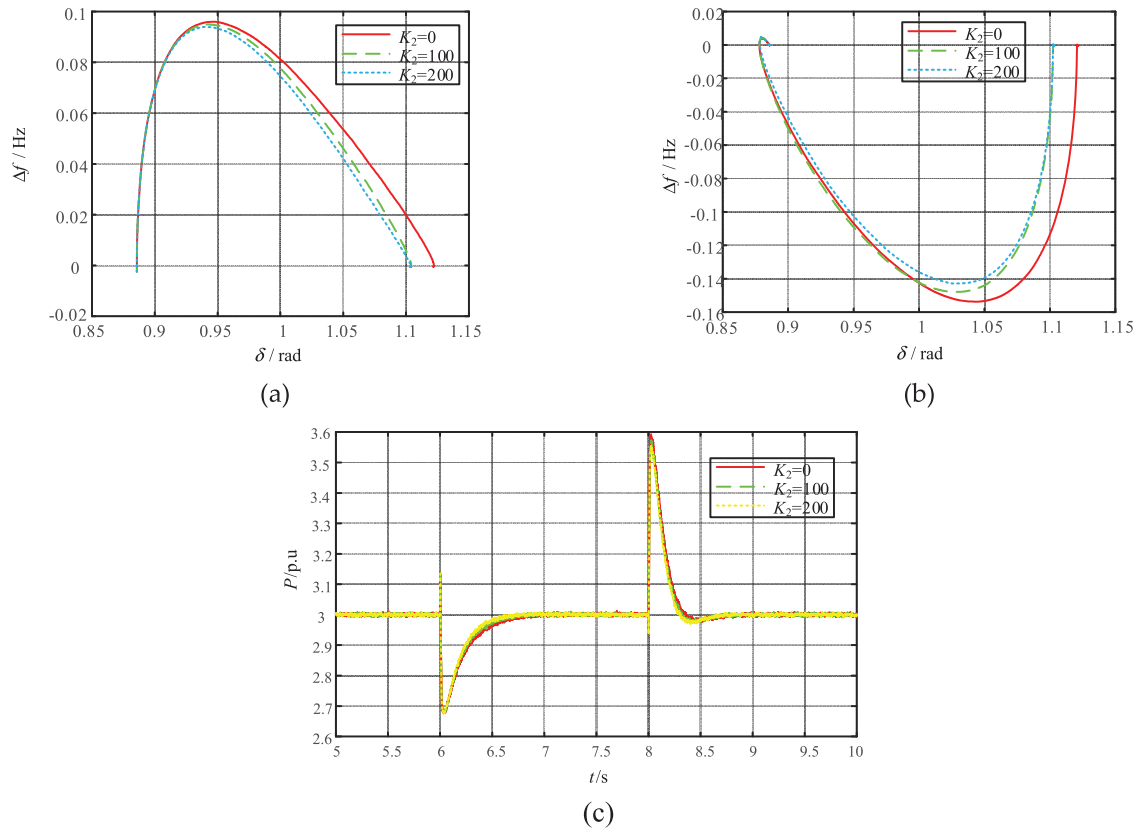 0.1
0.08
0.06
0.04
0.02
0
-0.02
Δf / Hz
K2=0
K2=100
K2=200
0.85 0.9 0.95 1 1.05 1.1 1.15
δ / rad
(a)
0.02
0
-0.02
-0.04
-0.06
-0.08
-0.1
-0.12
-0.14
-0.16
Δf / Hz
K2=0
K2=100
K2=200
0.85 0.9 0.95 1 1.05 1.1 1.15
δ / rad
(b)
3.6
3.5
3.4
3.3
3.2
3.1
3
2.9
2.8
2.7
2.6
P/p.u
K2=0
K2=100
K2=200
5 5.5 6 6.5 7 7.5 8 8.5 9 9.5 10
t/s
(c)